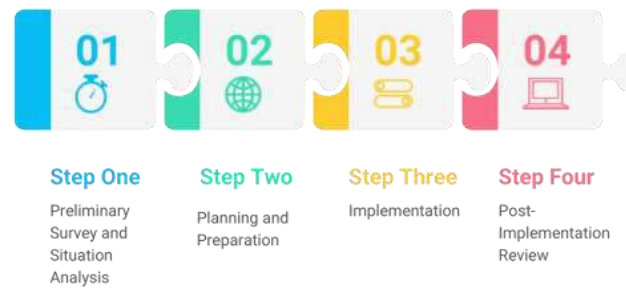 01
02
03
04
Step One
Preliminary
Survey and
Situation
Analysis
Step Two
Planning and
Preparation
Step Three
Implementation
Step Four
Post-
Implementation
Review